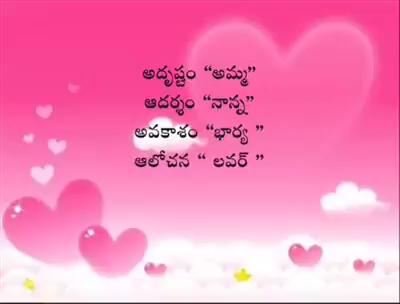 అదృష్టం “అమ్మ”
ఆదర్శం “నాన్న”
అవకాశం “భార్య ”
ఆలోచన “ లవర్ ”